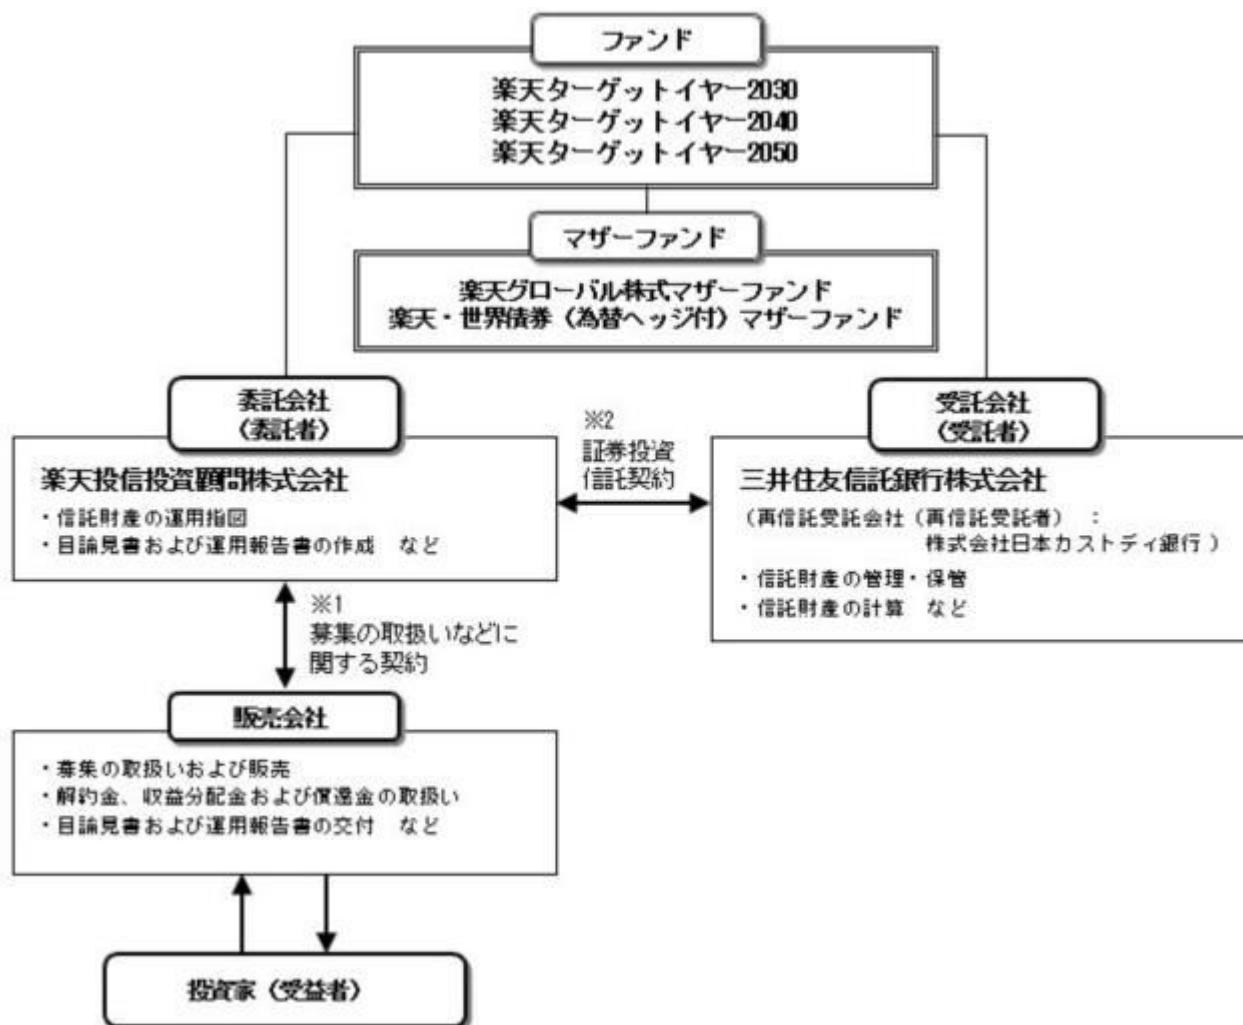 ファンド
楽天ターゲットイヤー2030
楽天ターゲットイヤー2040
楽天ターゲットイヤー2050
マザーファンド
楽天グローバル株式マザーファンド
楽天・世界債券（為替ヘッジ付）マザーファンド
委託会社
（委託者）
楽天投信投資顧問株式会社
・信託財産の運用指図
・目論見書および運用報告書の作成 など
※2
証券投資
信託契約
受託会社
（受託者）
三井住友信託銀行株式会社
（再信託受託会社（再信託受託者） ：
株式会社日本カストディ銀行 ）
・信託財産の管理・保管
・信託財産の計算 など
※1
募集の取扱いなどに
関する契約
販売会社
・募集の取扱いおよび販売
・解約金、収益分配金および償還金の取扱い
・目論見書および運用報告書の交付 など
投資家（受益者）